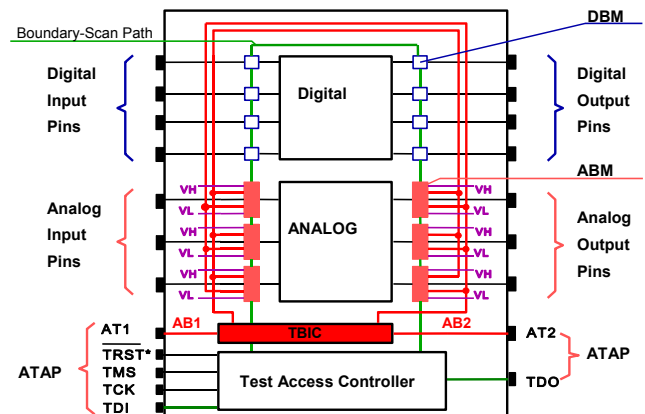 DBM
Boundary-Scan Path
Digital
Input
Pins
Digital
Digital
Output
Pins
ABM
Analog
Input
Pins
VH
VL
VH
VL
VH
VL
ANALOG
VH
VL
VH
VL
VH
VL
Analog
Output
Pins
AT1
AB1
TBIC
AB2
AT2
ATAP
TRST*
TMS
TCK
TDI
Test Access Controller
ATAP
TDO